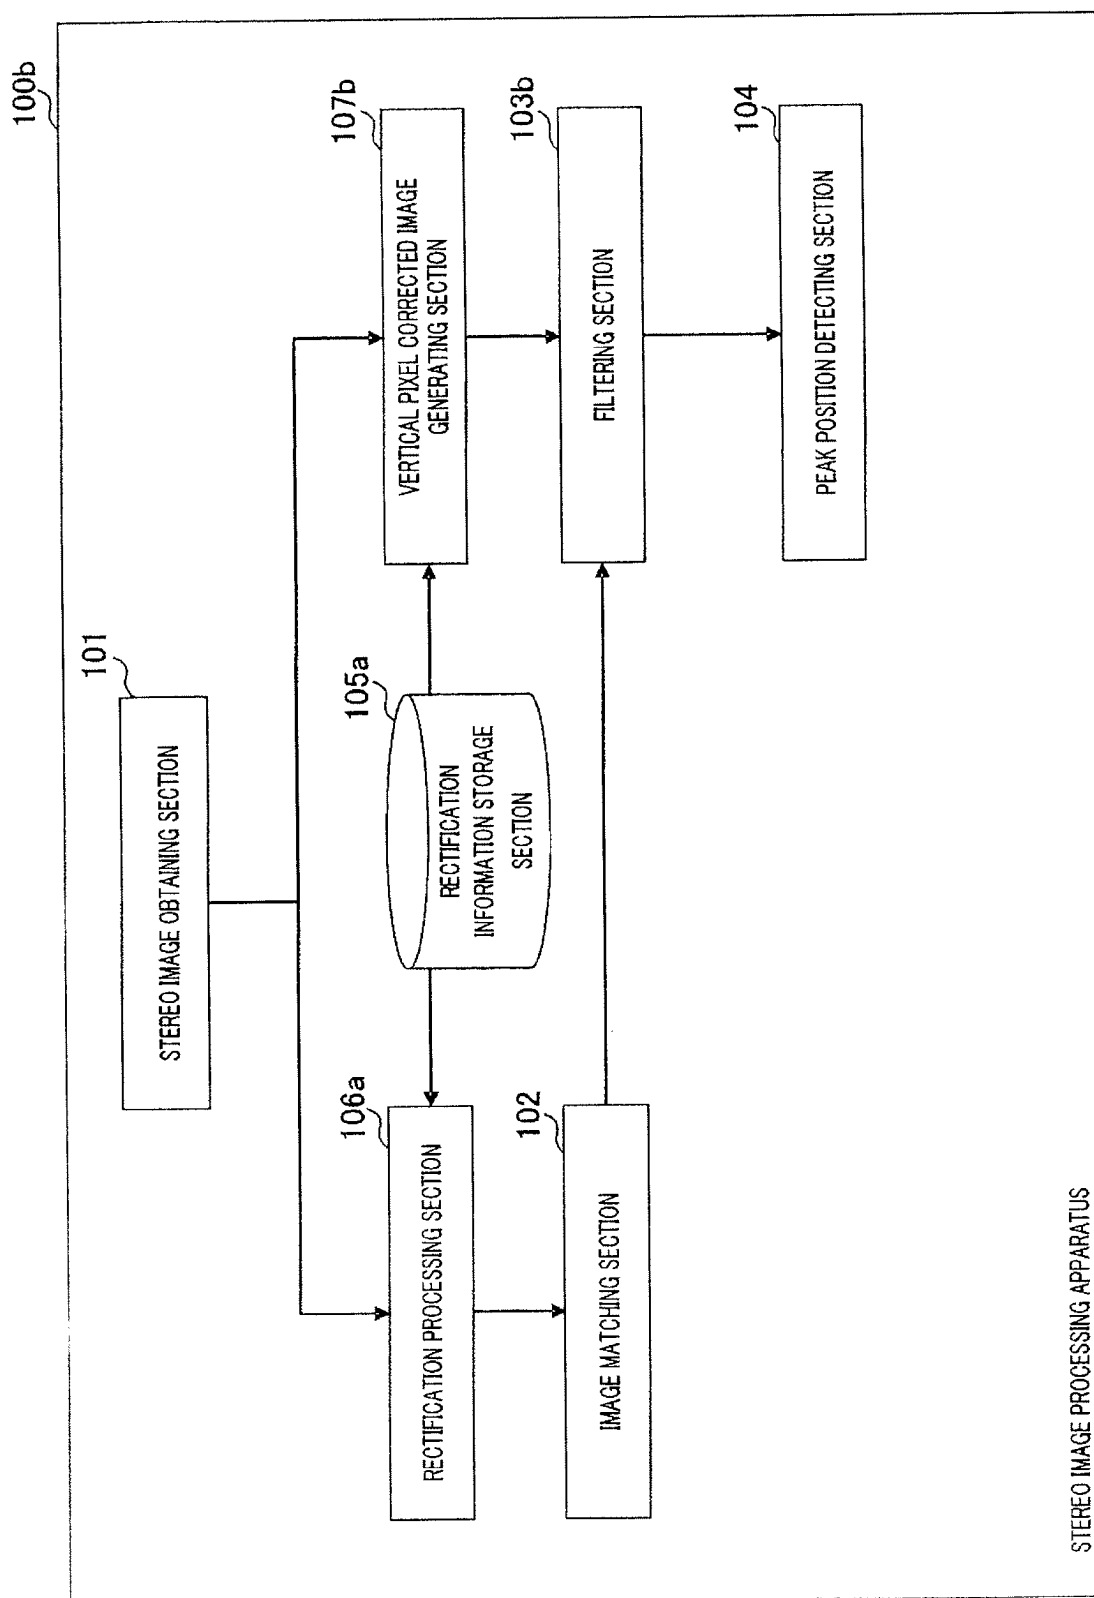 100b
101
STEREO IMAGE OBTAINING SECTION
106a
RECTIFICATION PROCESSING SECTION
105a
RECTIFICATION
INFORMATION STORAGE
SECTION
107b
VERTICAL PIXEL CORRECTED IMAGE
GENERATING SECTION
102
IMAGE MATCHING SECTION
103b
FILTERING SECTION
104
PEAK POSITION DETECTING SECTION
STEREO IMAGE PROCESSING APPARATUS